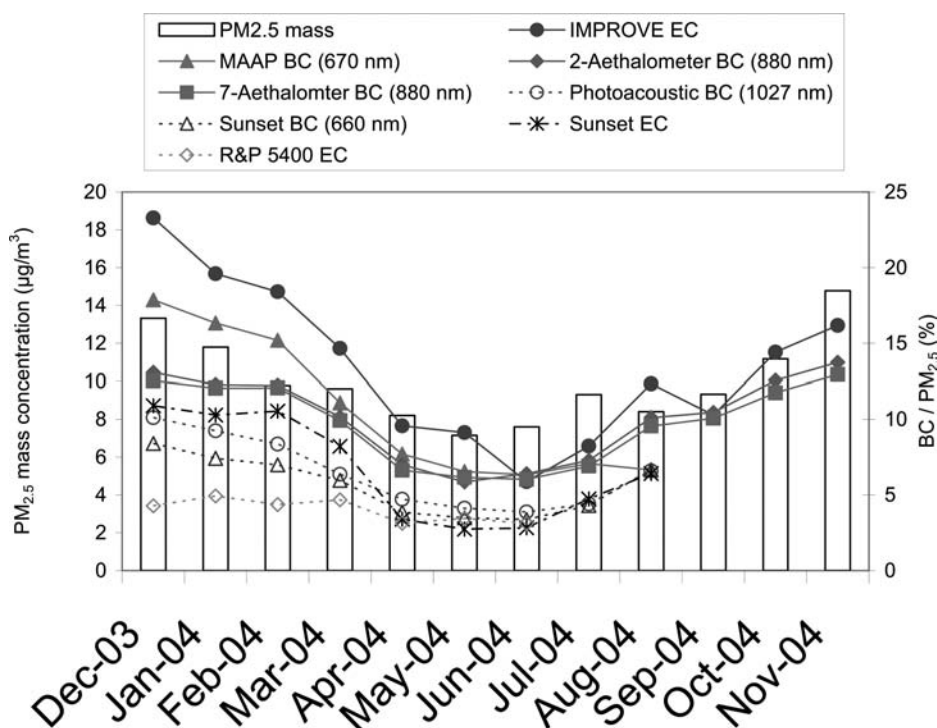 PM2.5 mass
IMPROVE EC
MAAP BC (670 nm)
2-Aethalometer BC (880 nm)
7-Aethalomter BC (880 nm)
Photoacoustic BC (1027 nm)
Sunset BC (660 nm)
Sunset EC
R&P 5400 EC
PM2.5 mass concentration (µg/m³)
20
18
16
14
12
10
8
6
4
2
0
25
20
15
10
5
0
BC / PM2.5 (%)
Dec-03
Jan-04
Feb-04
Mar-04
Apr-04
May-04
Jun-04
Jul-04
Aug-04
Sep-04
Oct-04
Nov-04